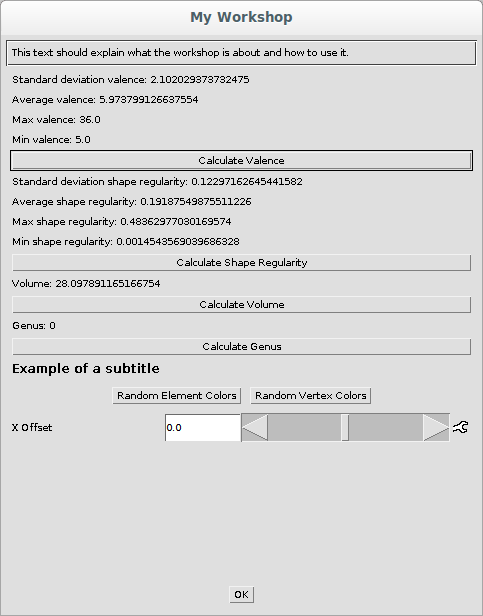 My Workshop
This text should explain what the workshop is about and how to use it.
Standard deviation valence: 2.102029373732475
Average valence: 5.973799126637554
Max valence: 36.0
Min valence: 5.0
Calculate Valence
Standard deviation shape regularity: 0.12297162645441582
Average shape regularity: 0.19187549875511226
Max shape regularity: 0.48362977030169574
Min shape regularity: 0.0014543569039686328
Calculate Shape Regularity
Volume: 28.097891165166754
Calculate Volume
Genus: 0
Calculate Genus
Example of a subtitle
Random Element Colors Random Vertex Colors
X Offset 0.0
OK